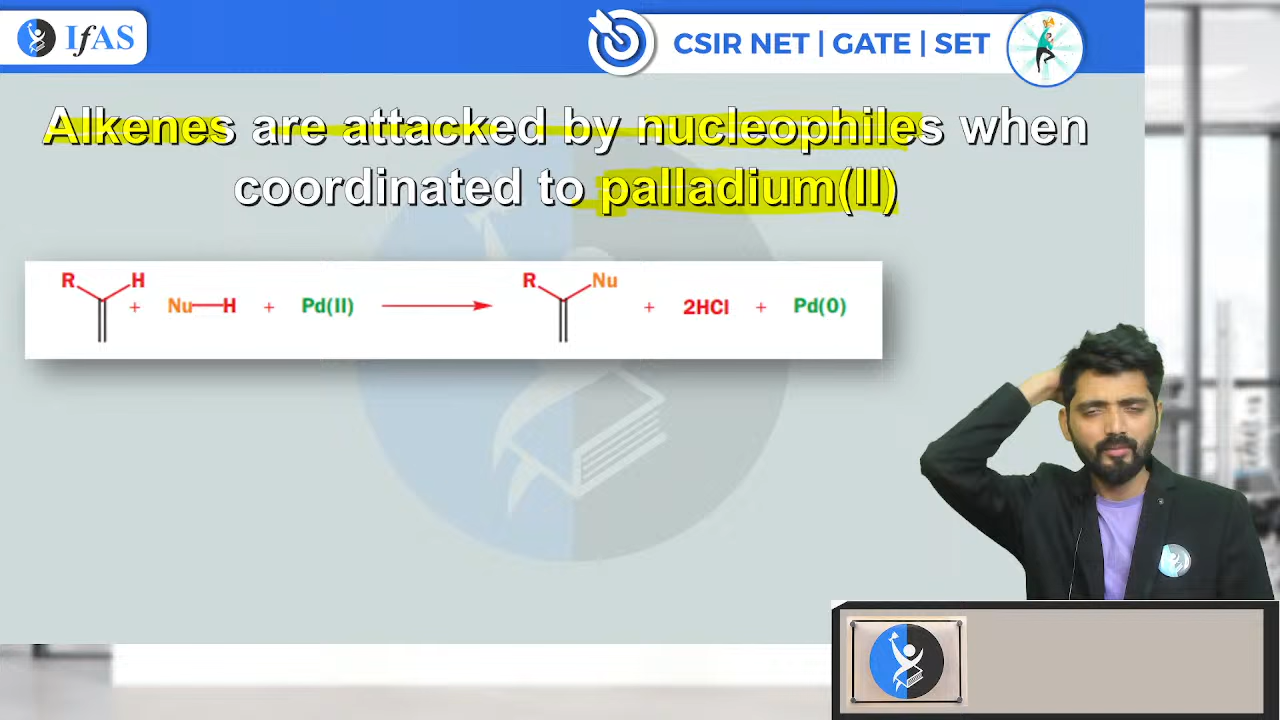 IfAS
CSIR NET | GATE | SET
Alkenes are attacked by nucleophiles when
coordinated to palladium(II)
R H + Nu—H + Pd(II) → R Nu + 2HCl + Pd(0)